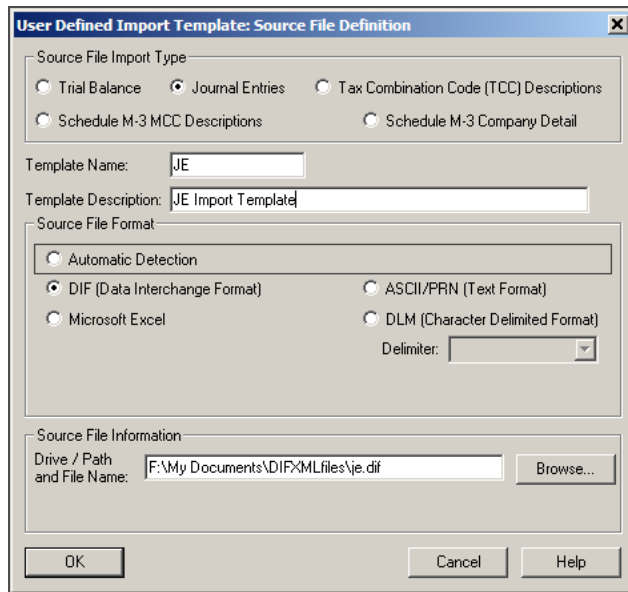 User Defined Import Template: Source File Definition
Source File Import Type
Trial Balance Journal Entries Tax Combination Code (TCC) Descriptions
Schedule M-3 MCC Descriptions Schedule M-3 Company Detail
Template Name: JE
Template Description: JE Import Template
Source File Format
Automatic Detection
DIF (Data Interchange Format) ASCII/PRN (Text Format)
Microsoft Excel DLM (Character Delimited Format)
Delimiter:
Source File Information
Drive / Path
and File Name: F:\My Documents\DIFXMLfiles\je.dif Browse...
OK Cancel Help